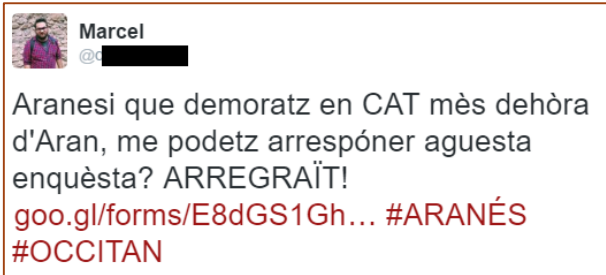 Marcel
@c
Aranesi que demoratz en CAT mès dehòra
d'Aran, me podetz arrespóner aguesta
enquèsta? ARREGRAÏT!
goo.gl/forms/E8dGS1Gh… #ARANÉS
#OCCITAN